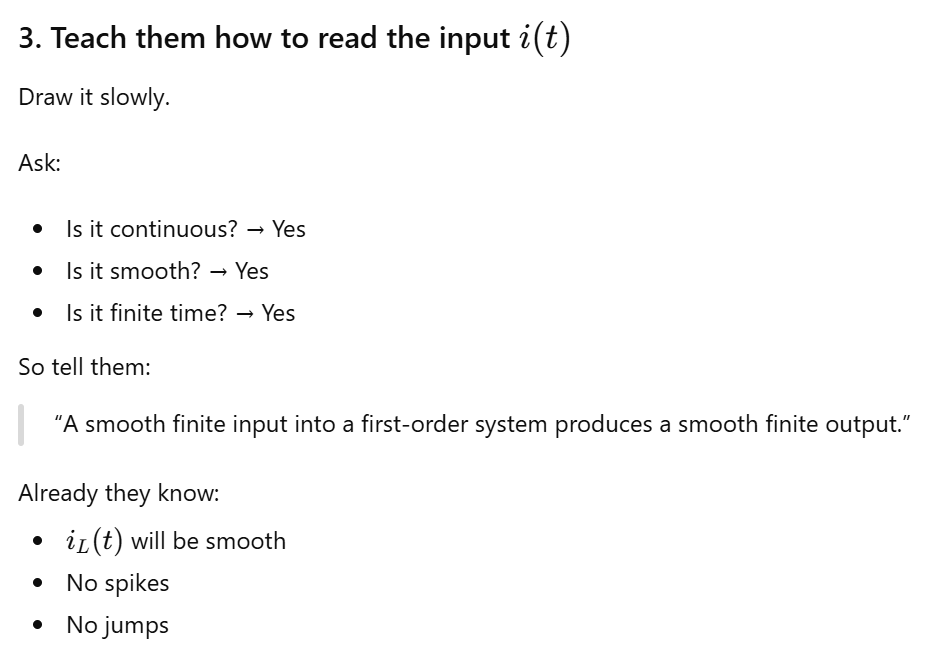 3. Teach them how to read the input i(t)
Draw it slowly.
Ask:
• Is it continuous? → Yes
• Is it smooth? → Yes
• Is it finite time? → Yes
So tell them:
“A smooth finite input into a first-order system produces a smooth finite output.”
Already they know:
• i_L(t) will be smooth
• No spikes
• No jumps